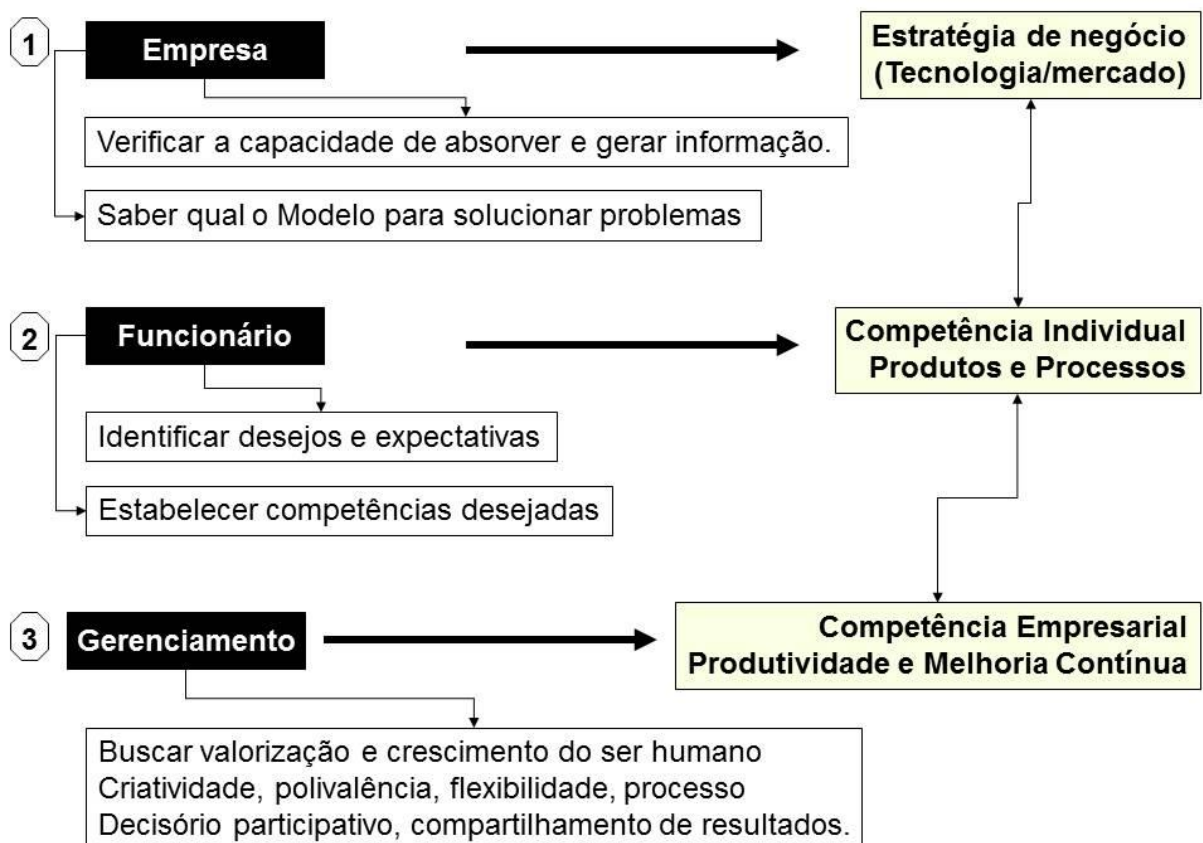 1
Empresa
Estratégia de negócio
(Tecnologia/mercado)
Verificar a capacidade de absorver e gerar informação.
Saber qual o Modelo para solucionar problemas
2
Funcionário
Competência Individual
Produtos e Processos
Identificar desejos e expectativas
Estabelecer competências desejadas
3
Gerenciamento
Competência Empresarial
Produtividade e Melhoria Contínua
Buscar valorização e crescimento do ser humano
Criatividade, polivalência, flexibilidade, processo
Decisório participativo, compartilhamento de resultados.